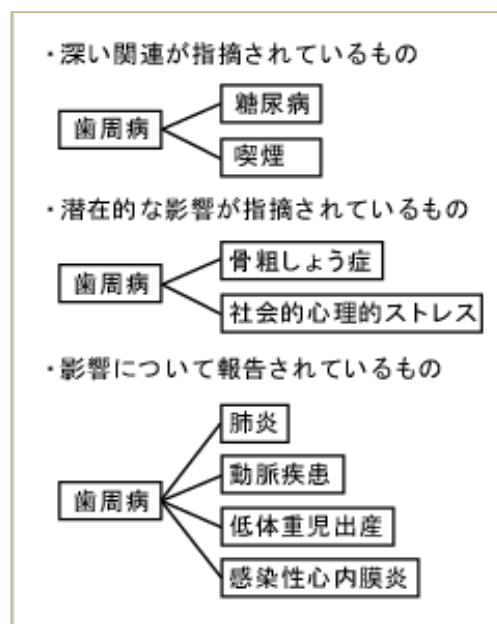 ・深い関連が指摘されているもの
歯周病
糖尿病
喫煙
・潜在的な影響が指摘されているもの
歯周病
骨粗しょう症
社会的心理的ストレス
・影響について報告されているもの
歯周病
肺炎
動脈疾患
低体重児出産
感染性心内膜炎